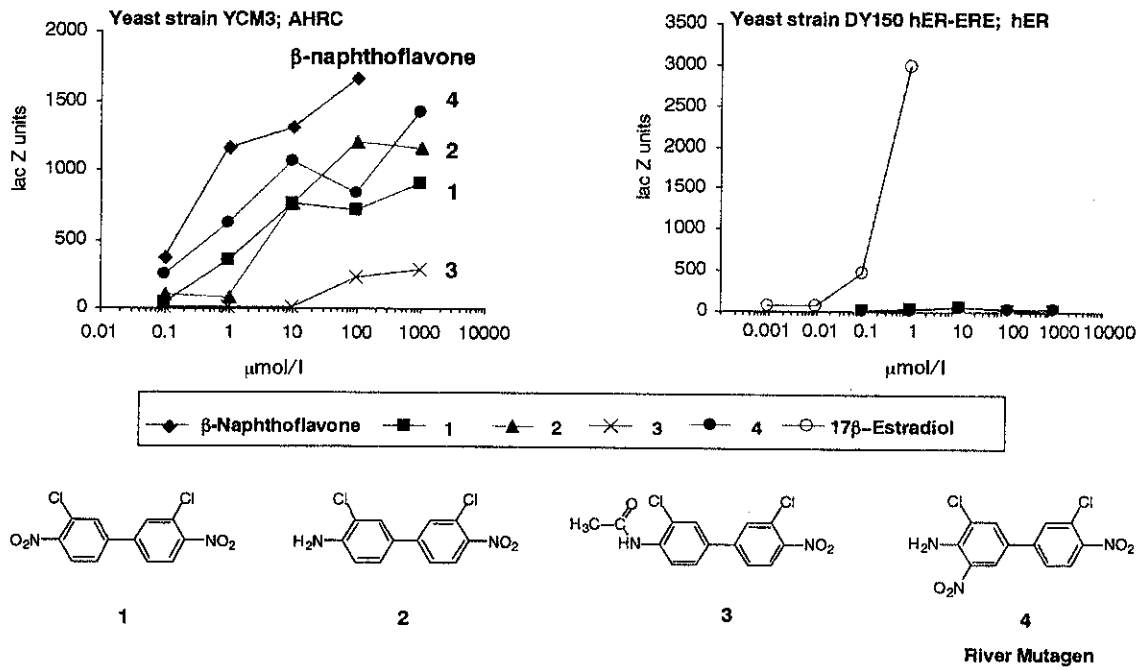 Yeast strain YCM3; AHRC
2000
1500
1000
500
0
lac Z units
β-naphthoflavone
4
2
1
3
0.01 0.1 1 10 100 1000 10000
μmol/l
Yeast strain DY150 hER-ERE; hER
3500
3000
2500
2000
1500
1000
500
0
lac Z units
0.001 0.01 0.1 1 10 100 1000 10000
μmol/l
β-Naphthoflavone 1 2 3 4 17β-Estradiol
Cl Cl
O₂N NO₂
1
Cl Cl
H₂N NO₂
2
O Cl Cl
H₃C C
HN NO₂
3
Cl Cl
H₂N NO₂
O₂N
4
River Mutagen